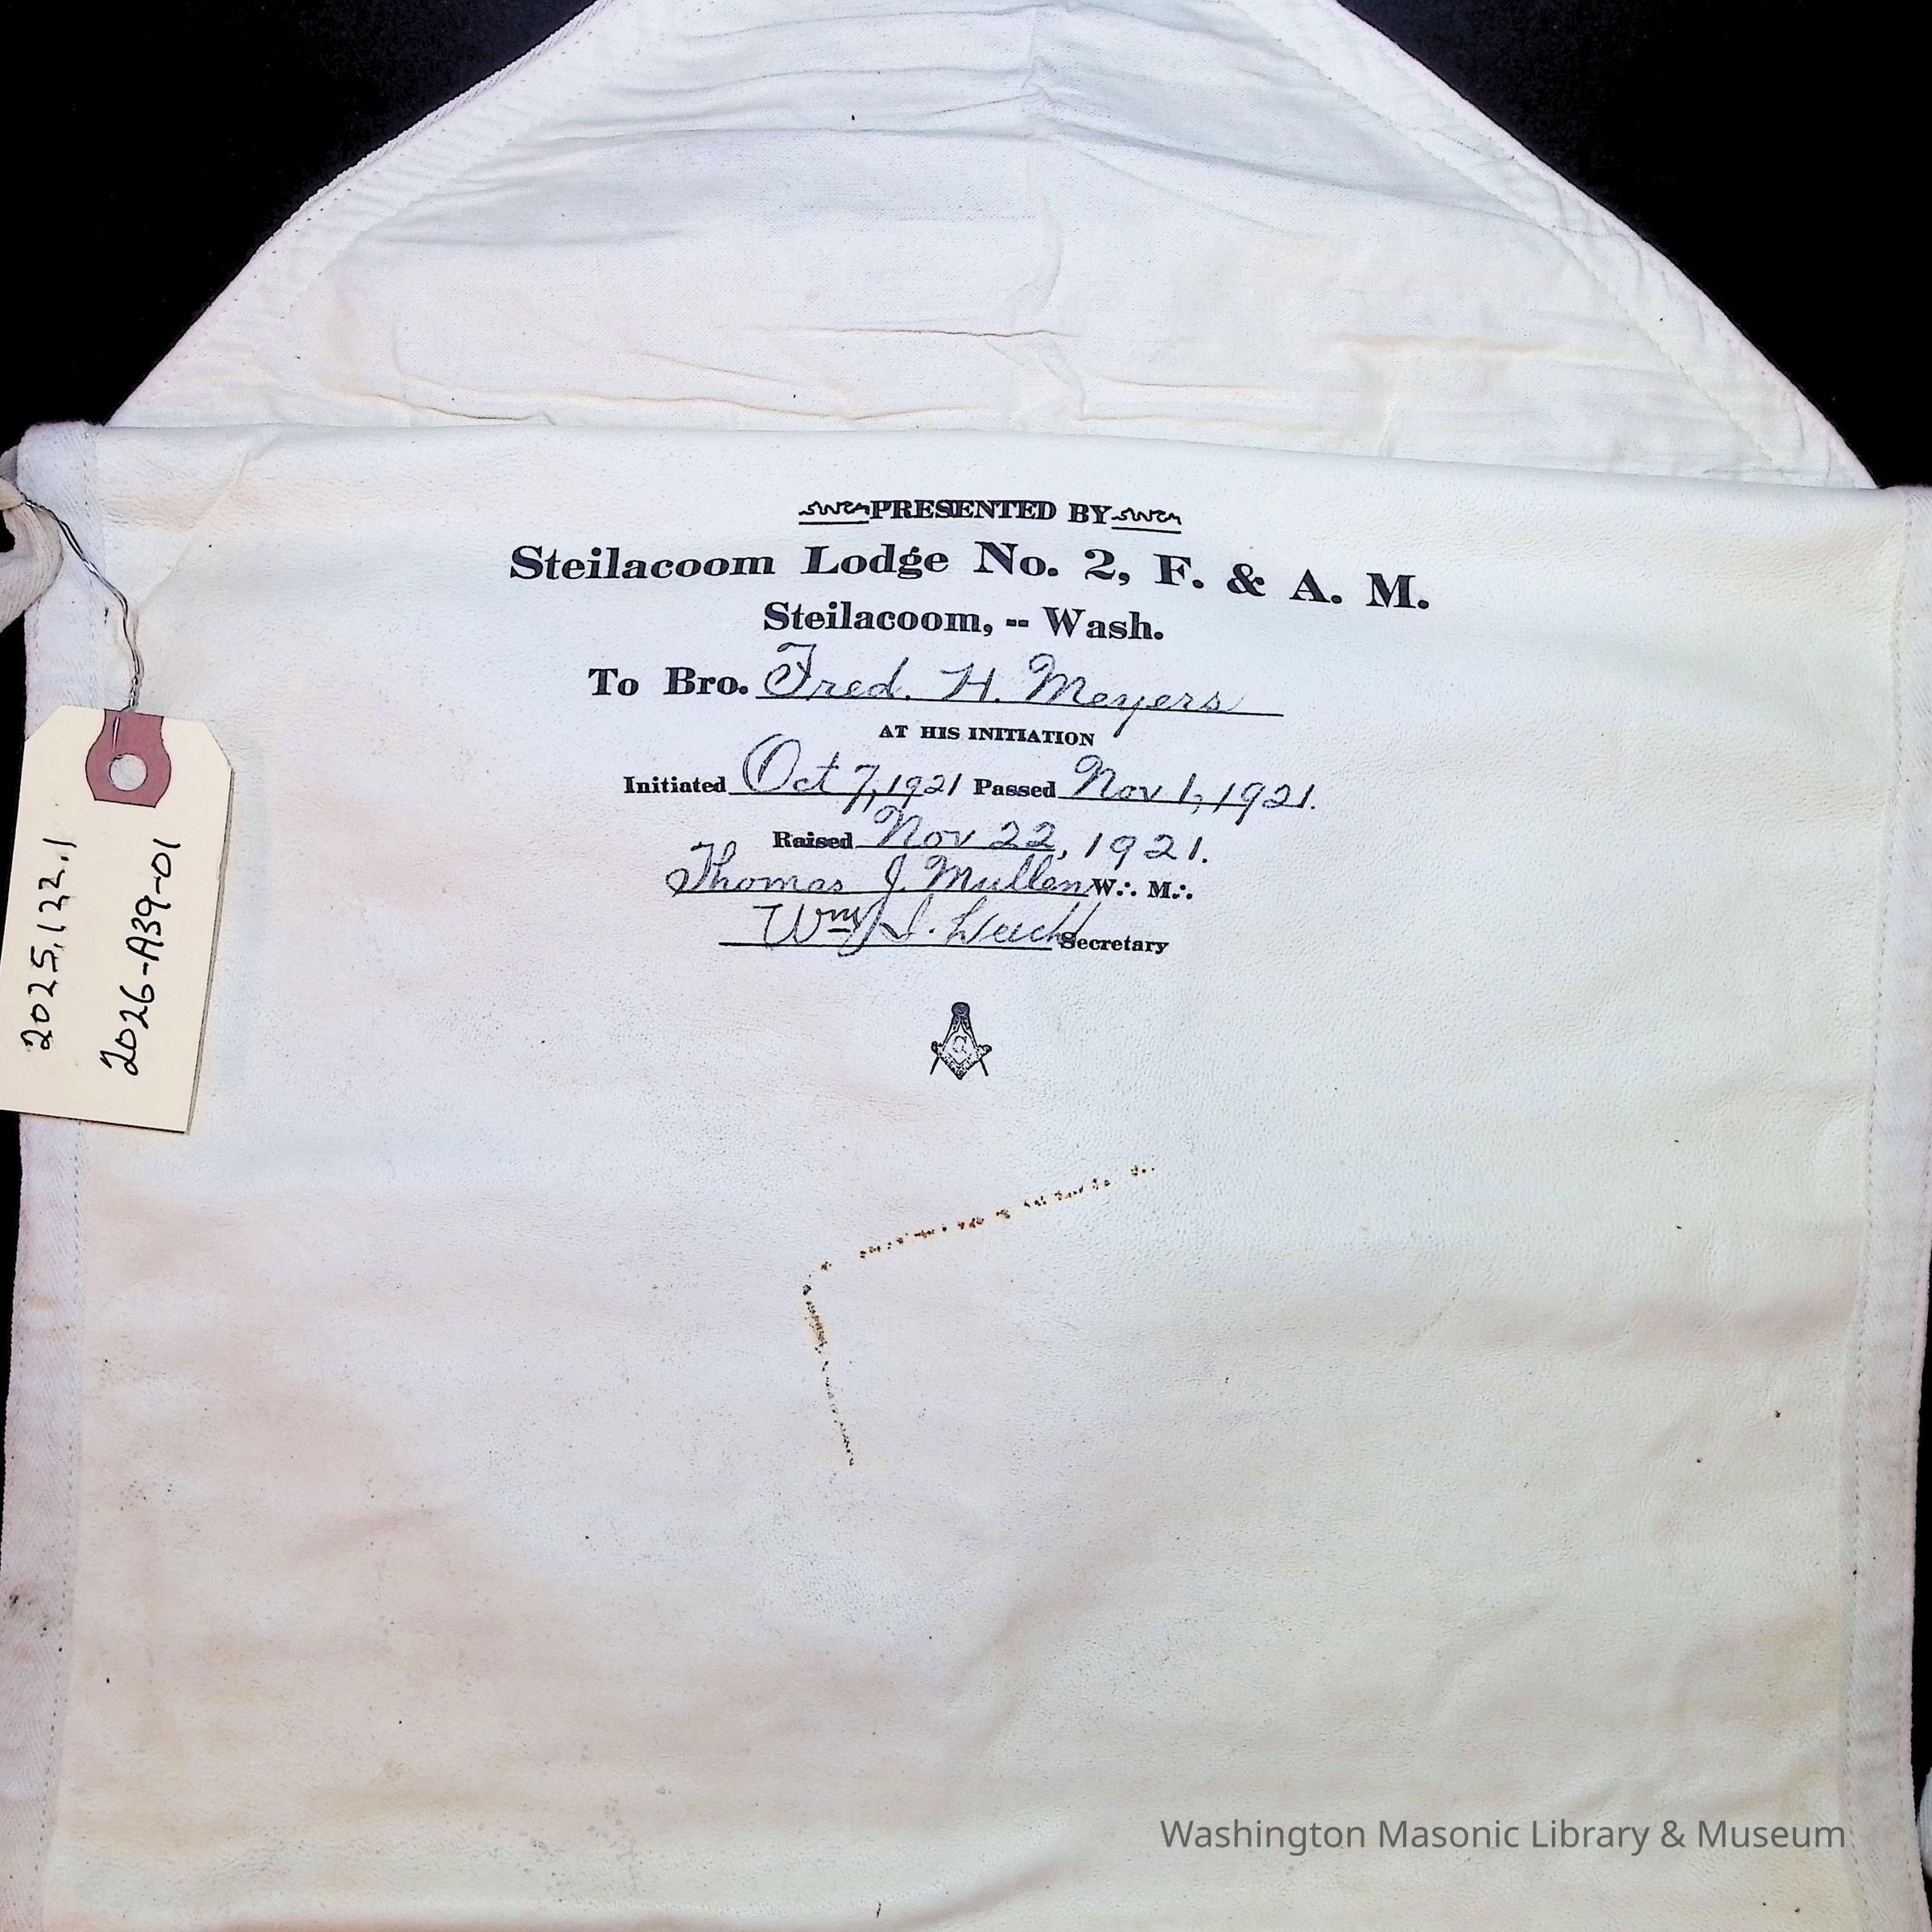 PRESENTED BY
Steilacoom Lodge No. 2, F. & A. M.
Steilacoom, -- Wash.
To Bro. Fred. H. Meyers
AT HIS INITIATION
Initiated Oct 7, 1921 Passed Nov 1, 1921.
Raised Nov 22, 1921.
Thomas J. Mullen W.∴ M.∴
Wm Secretary
G
2025.122.1
2026-A39-01
Washington Masonic Library & Museum